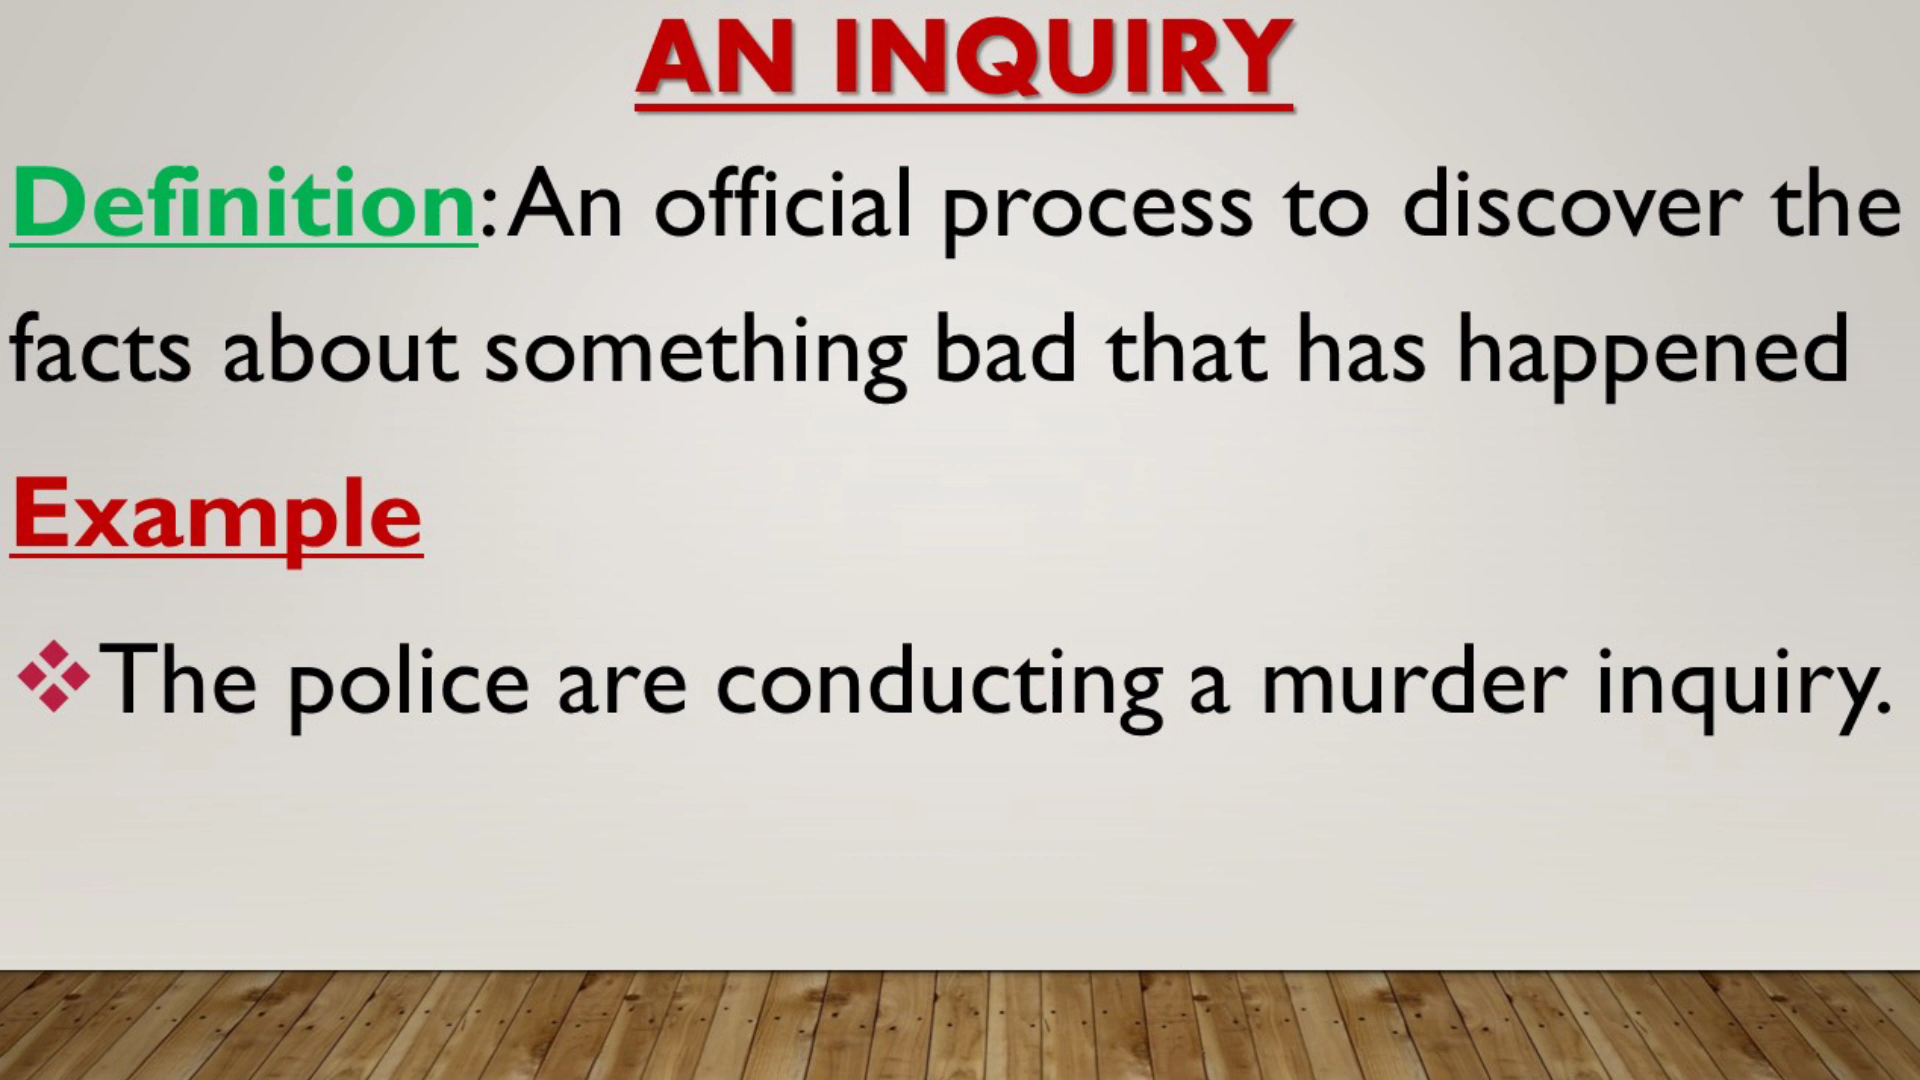 AN INQUIRY
Definition: An official process to discover the
facts about something bad that has happened
Example
❖The police are conducting a murder inquiry.